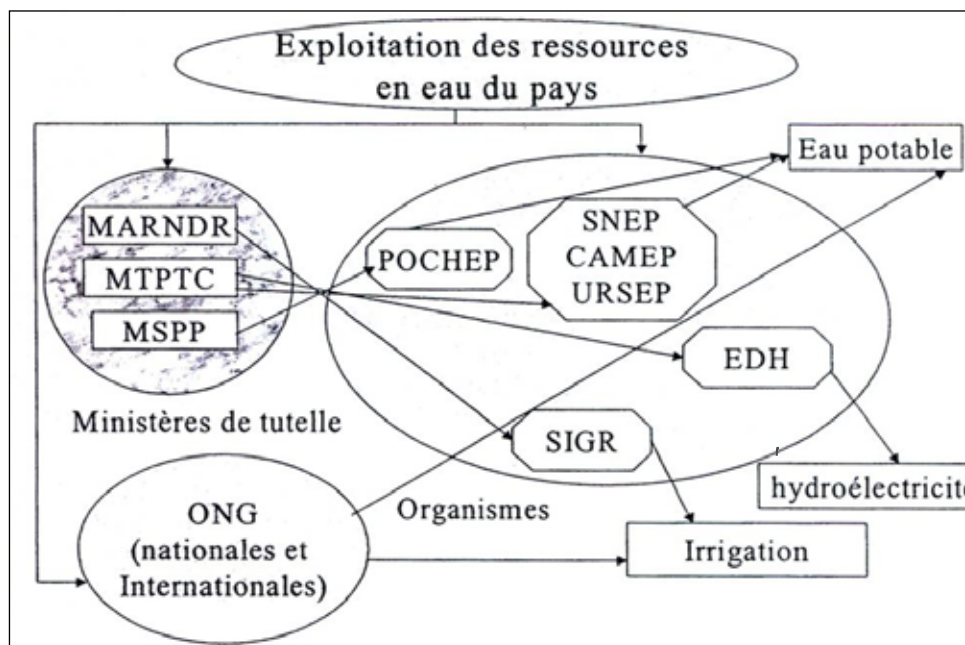 Exploitation des ressources
en eau du pays
Eau potable
MARNDR
MTPTC
MSPP
Ministères de tutelle
POCHEP
SNEP
CAMEP
URSEP
EDH
SIGR
Organismes
hydroélectricité
ONG
(nationales et
Internationales)
Irrigation